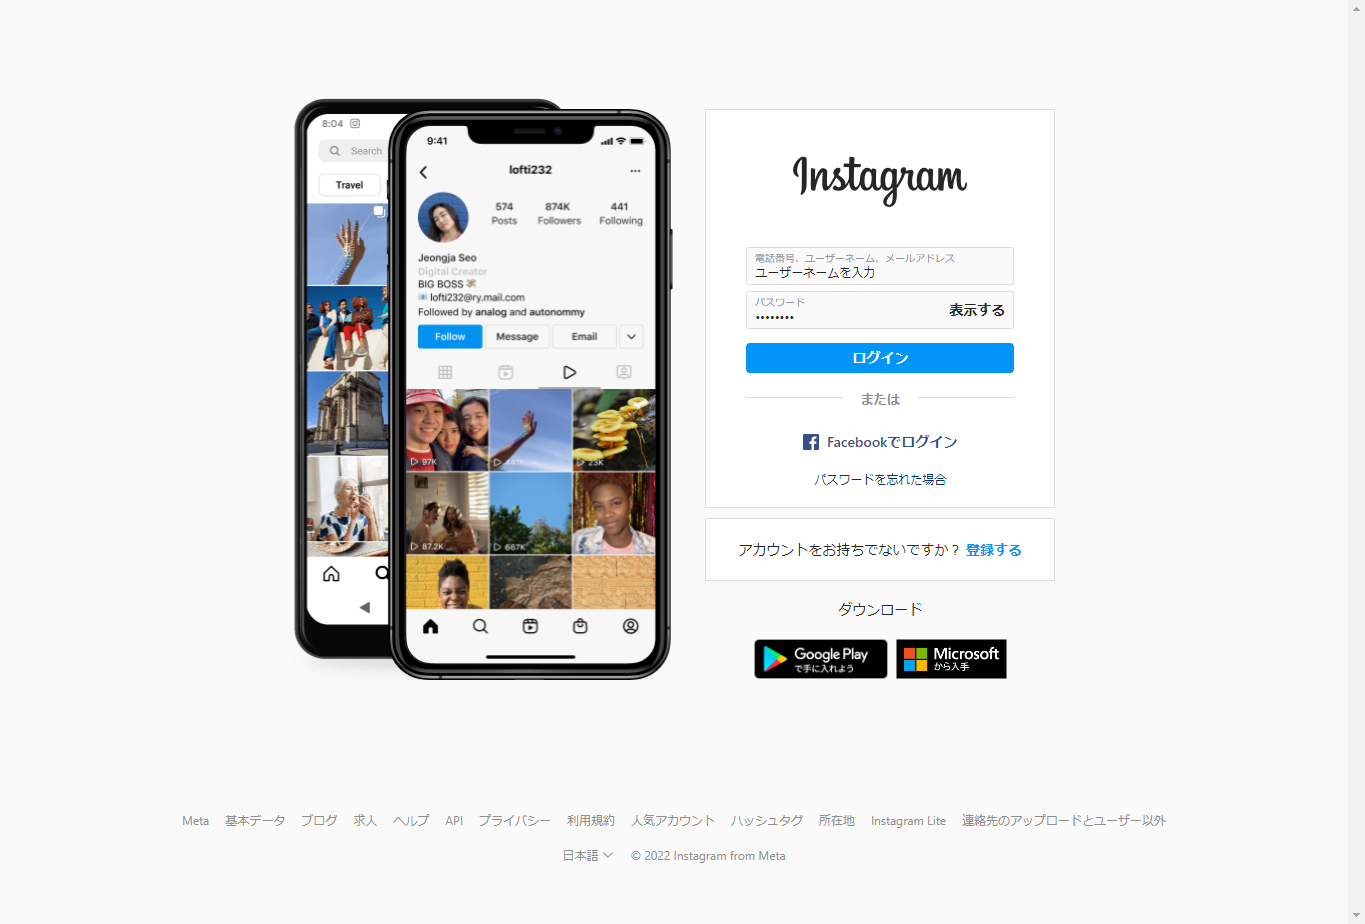 8:04
Search
Travel
9:41
lofti232
574
874K
441
Posts
Followers
Following
Jeongja Seo
Digital Creator
BIG BOSS
lofti232@ry.mail.com
Followed by analog and autonommy
Follow
Message
Email
97K
23K
87.2K
667K
Instagram
電話番号、ユーザーネーム、メールアドレス
ユーザーネームを入力
パスワード
••••••••
表示する
ログイン
または
Facebookでログイン
パスワードを忘れた場合
アカウントをお持ちでないですか？ 登録する
ダウンロード
Google Play
で手に入れよう
Microsoft
から入手
Meta 基本データ ブログ 求人 ヘルプ API プライバシー 利用規約 人気アカウント ハッシュタグ 所在地 Instagram Lite 連絡先のアップロードとユーザー以外
日本語 © 2022 Instagram from Meta